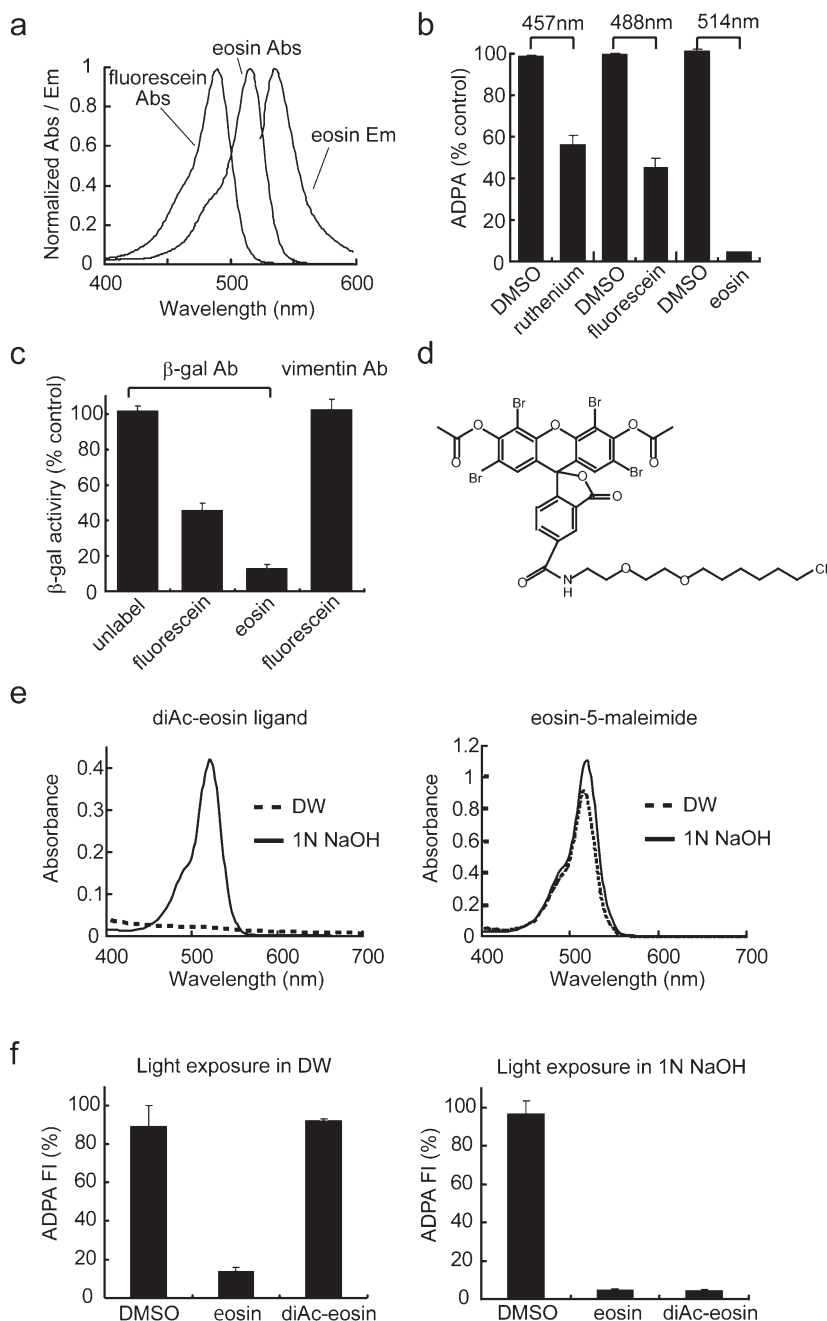 a
eosin Abs
fluorescein
Abs
eosin Em
Normalized Abs / Em
1
0.8
0.6
0.4
0.2
0
400
500
600
Wavelength (nm)
b
457nm
488nm
514nm
ADPA (% control)
100
80
60
40
20
0
DMSO
ruthenium
DMSO
fluorescein
DMSO
eosin
c
β-gal Ab
vimentin Ab
β-gal activiry (% control)
100
80
60
40
20
0
unlabel
fluorescein
eosin
fluorescein
d
Br
Br
O
O
O
O
O
Br
Br
O
O
O
N
H
O
O
O
Cl
e
diAc-eosin ligand
Absorbance
0.4
0.3
0.2
0.1
0
DW
1N NaOH
400
500
600
700
Wavelength (nm)
eosin-5-maleimide
Absorbance
1.2
1
0.8
0.6
0.4
0.2
0
DW
1N NaOH
400
500
600
700
Wavelength (nm)
f
Light exposure in DW
ADPA FI (%)
100
80
60
40
20
0
DMSO
eosin
diAc-eosin
Light exposure in 1N NaOH
ADPA FI (%)
100
80
60
40
20
0
DMSO
eosin
diAc-eosin